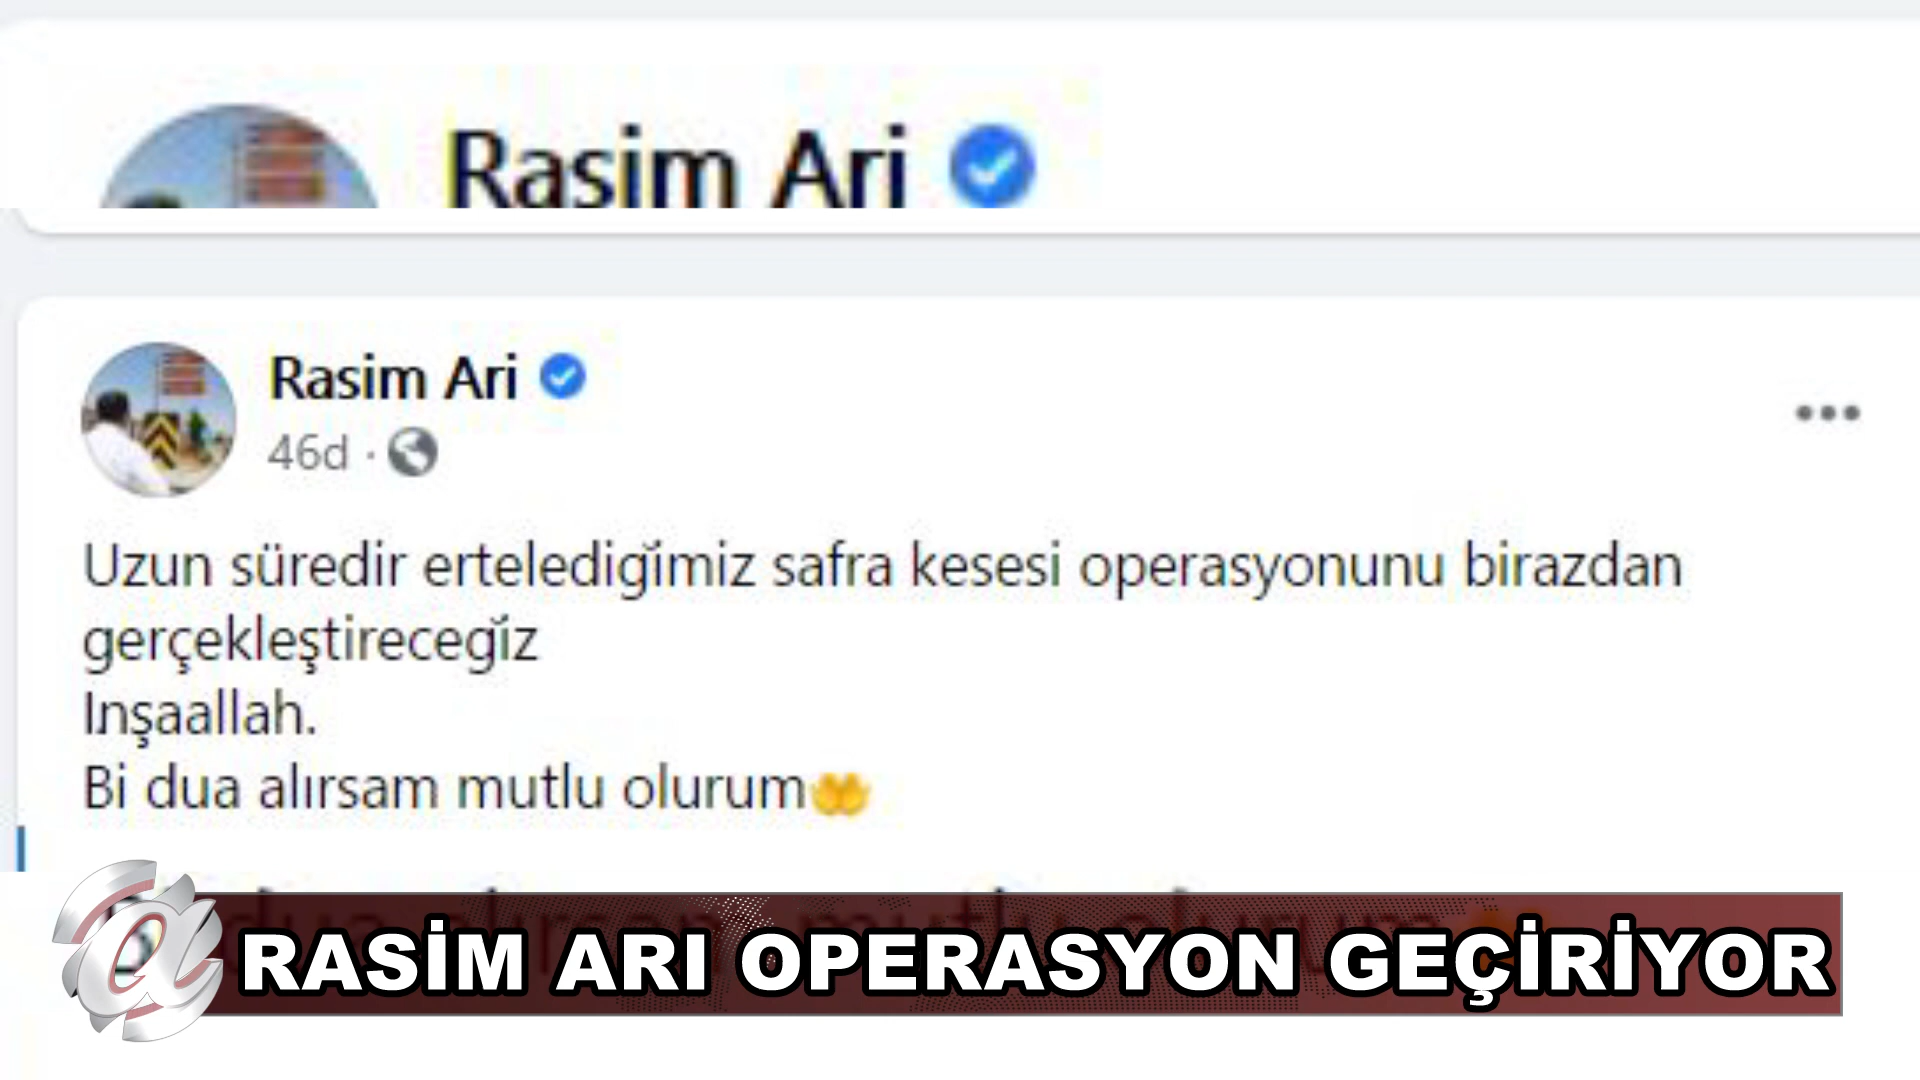 Rasim Ari
Rasim Ari
46d ·
Uzun süredir ertelediğimiz safra kesesi operasyonunu birazdan
gerçekleştireceğiz
Inşaallah.
Bi dua alırsam mutlu olurum🤲
RASİM ARI OPERASYON GEÇİRİYOR